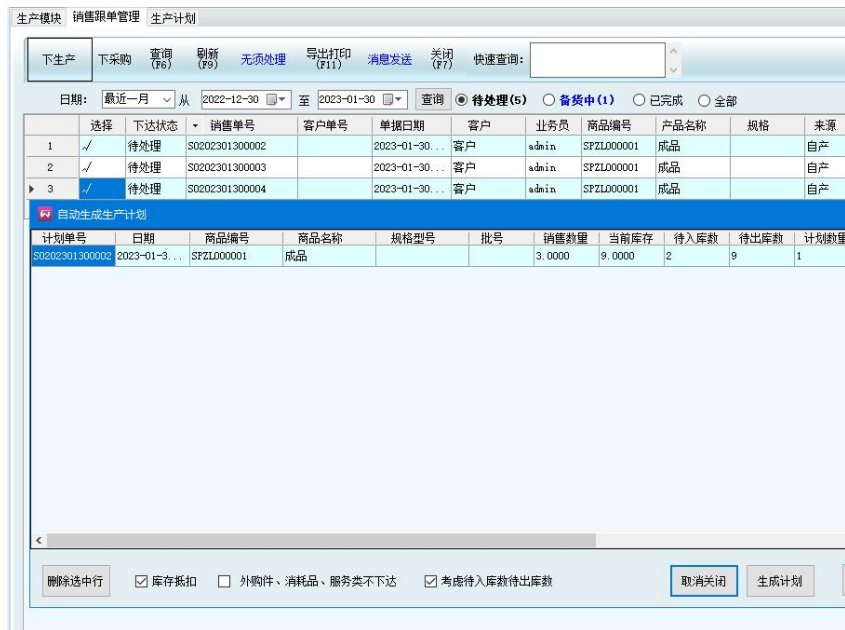 生产模块 销售跟单管理 生产计划
下生产 下采购 查询(F6) 刷新(F9) 无须处理 导出打印(F11) 消息发送 关闭(F7) 快速查询:
日期: 最近一月 从 2022-12-30 至 2023-01-30 查询 待处理(5) 备货中(1) 已完成 全部
选择 下达状态 销售单号 客户单号 单据日期 客户 业务员 商品编号 产品名称 规格 来源
1 √ 待处理 SO202301300002 2023-01-30... 客户 admin SPZL000001 成品 自产
2 √ 待处理 SO202301300003 2023-01-30... 客户 admin SPZL000001 成品 自产
3 √ 待处理 SO202301300004 2023-01-30... 客户 admin SPZL000001 成品 自产
自动生成生产计划
计划单号 日期 商品编号 商品名称 规格型号 批号 销售数量 当前库存 待入库数 待出库数 计划数量
SO202301300002 2023-01-3... SPZL000001 成品 3.0000 9.0000 2 9 1
删除选中行 库存抵扣 外购件、消耗品、服务类不下达 考虑待入库数待出库数 取消关闭 生成计划